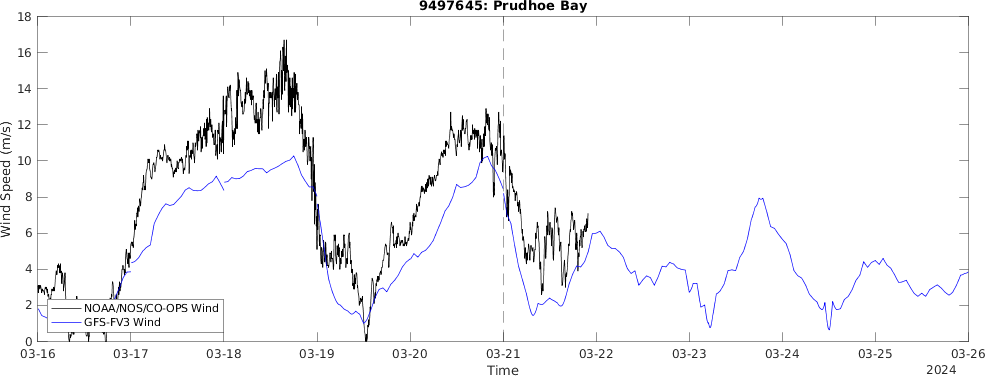 9497645: Prudhoe Bay
18
16
14
12
10
8
6
4
2
0
Wind Speed (m/s)
NOAA/NOS/CO-OPS Wind
GFS-FV3 Wind
03-16 03-17 03-18 03-19 03-20 03-21 03-22 03-23 03-24 03-25 03-26
Time
2024